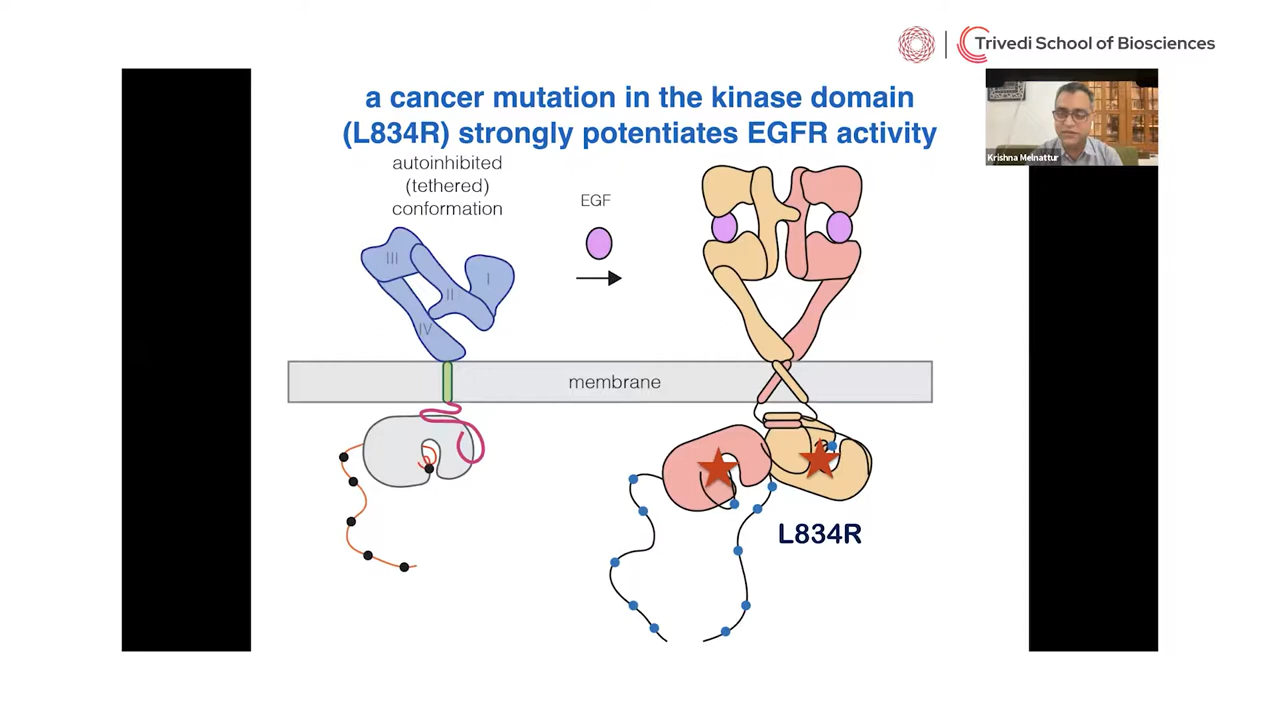 Trivedi School of Biosciences
a cancer mutation in the kinase domain
(L834R) strongly potentiates EGFR activity
autoinhibited
(tethered)
conformation
EGF
III
I
II
IV
membrane
L834R
Krishna Melnattur